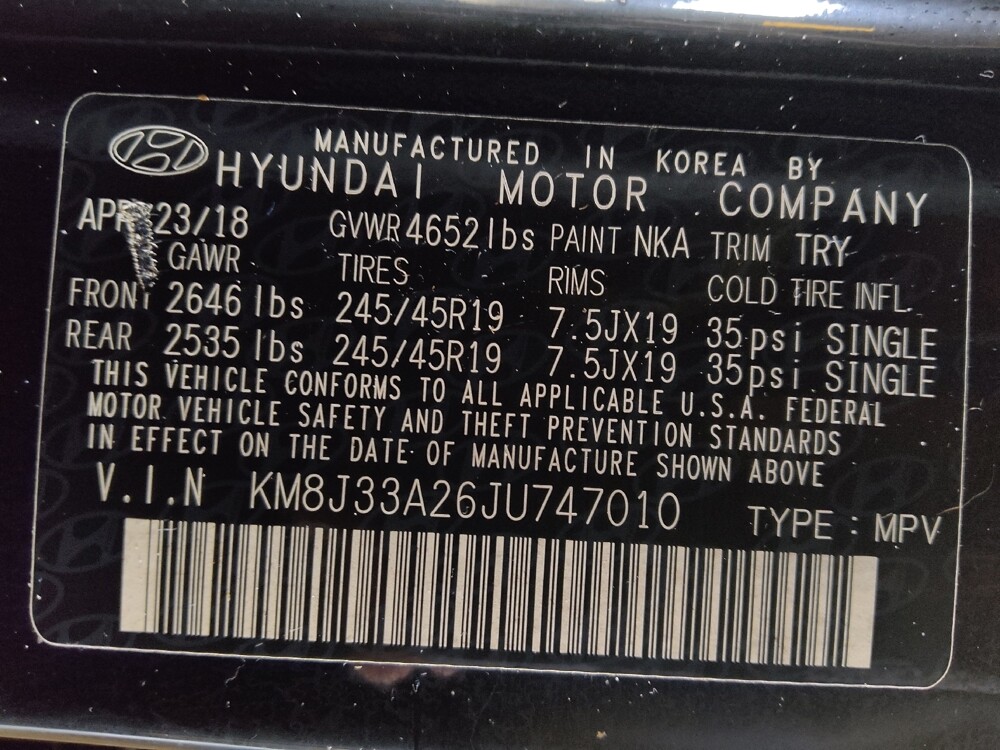 MANUFACTURED IN KOREA BY
HYUNDAI MOTOR COMPANY
APR 23/18 GVWR 4652 lbs PAINT NKA TRIM TRY
GAWR TIRES RIMS COLD TIRE INFL.
FRONT 2646 lbs 245/45R19 7.5JX19 35psi SINGLE
REAR 2535 lbs 245/45R19 7.5JX19 35psi SINGLE
THIS VEHICLE CONFORMS TO ALL APPLICABLE U.S.A. FEDERAL
MOTOR VEHICLE SAFETY AND THEFT PREVENTION STANDARDS
IN EFFECT ON THE DATE OF MANUFACTURE SHOWN ABOVE
V.I.N KM8J33A26JU747010 TYPE : MPV